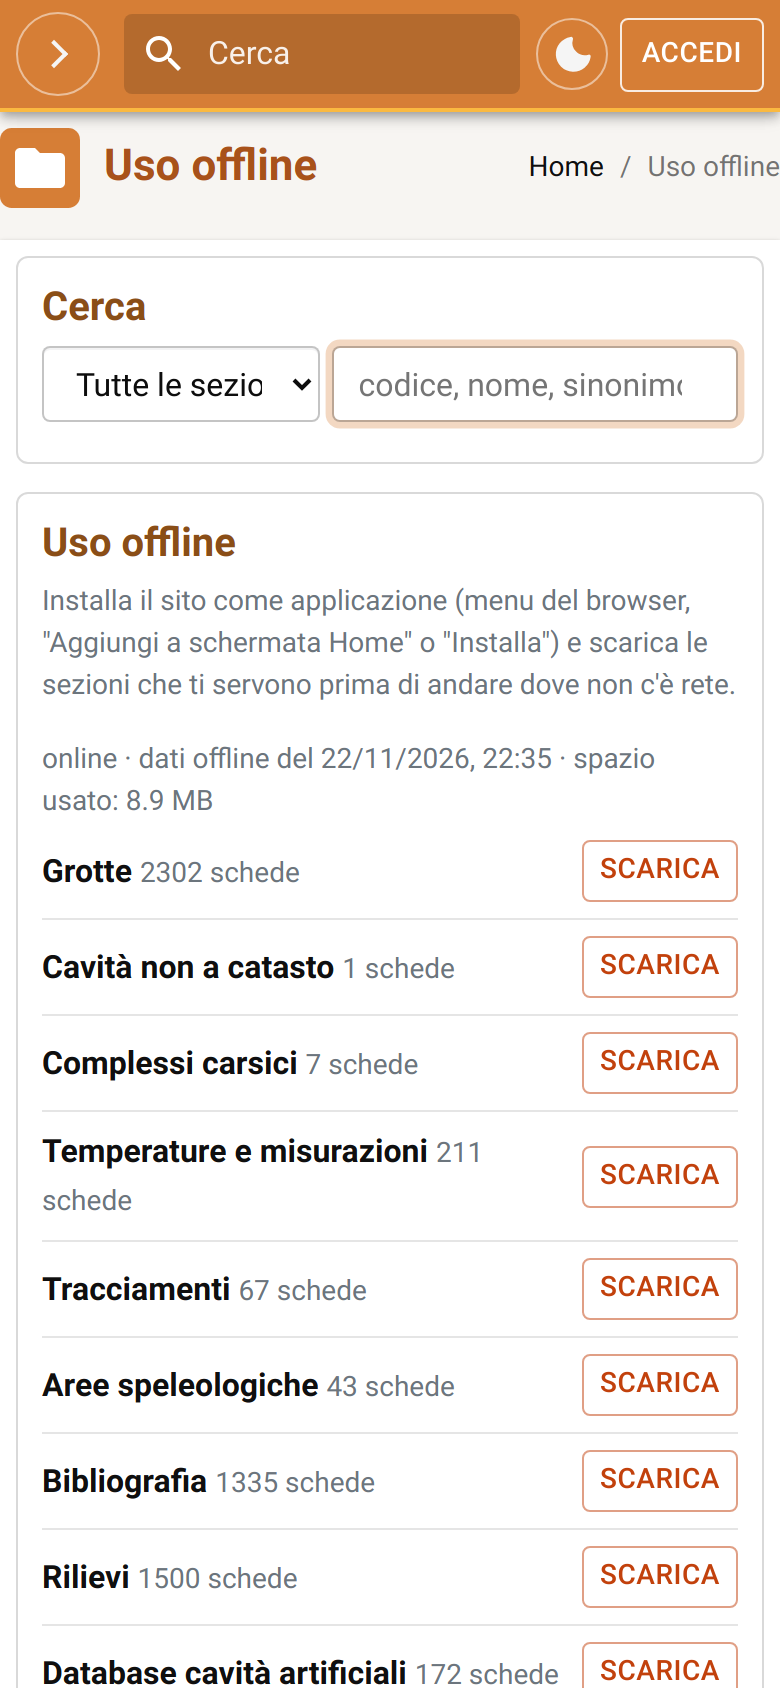 Cerca
ACCEDI
Uso offline
Home / Uso offline
Cerca
Tutte le sezio
codice, nome, sinonimo
Uso offline
Installa il sito come applicazione (menu del browser,
"Aggiungi a schermata Home" o "Installa") e scarica le
sezioni che ti servono prima di andare dove non c'è rete.
online · dati offline del 22/11/2026, 22:35 · spazio
usato: 8.9 MB
Grotte 2302 schede
SCARICA
Cavità non a catasto 1 schede
SCARICA
Complessi carsici 7 schede
SCARICA
Temperature e misurazioni 211
schede
SCARICA
Tracciamenti 67 schede
SCARICA
Aree speleologiche 43 schede
SCARICA
Bibliografia 1335 schede
SCARICA
Rilievi 1500 schede
SCARICA
Database cavità artificiali 172 schede
SCARICA